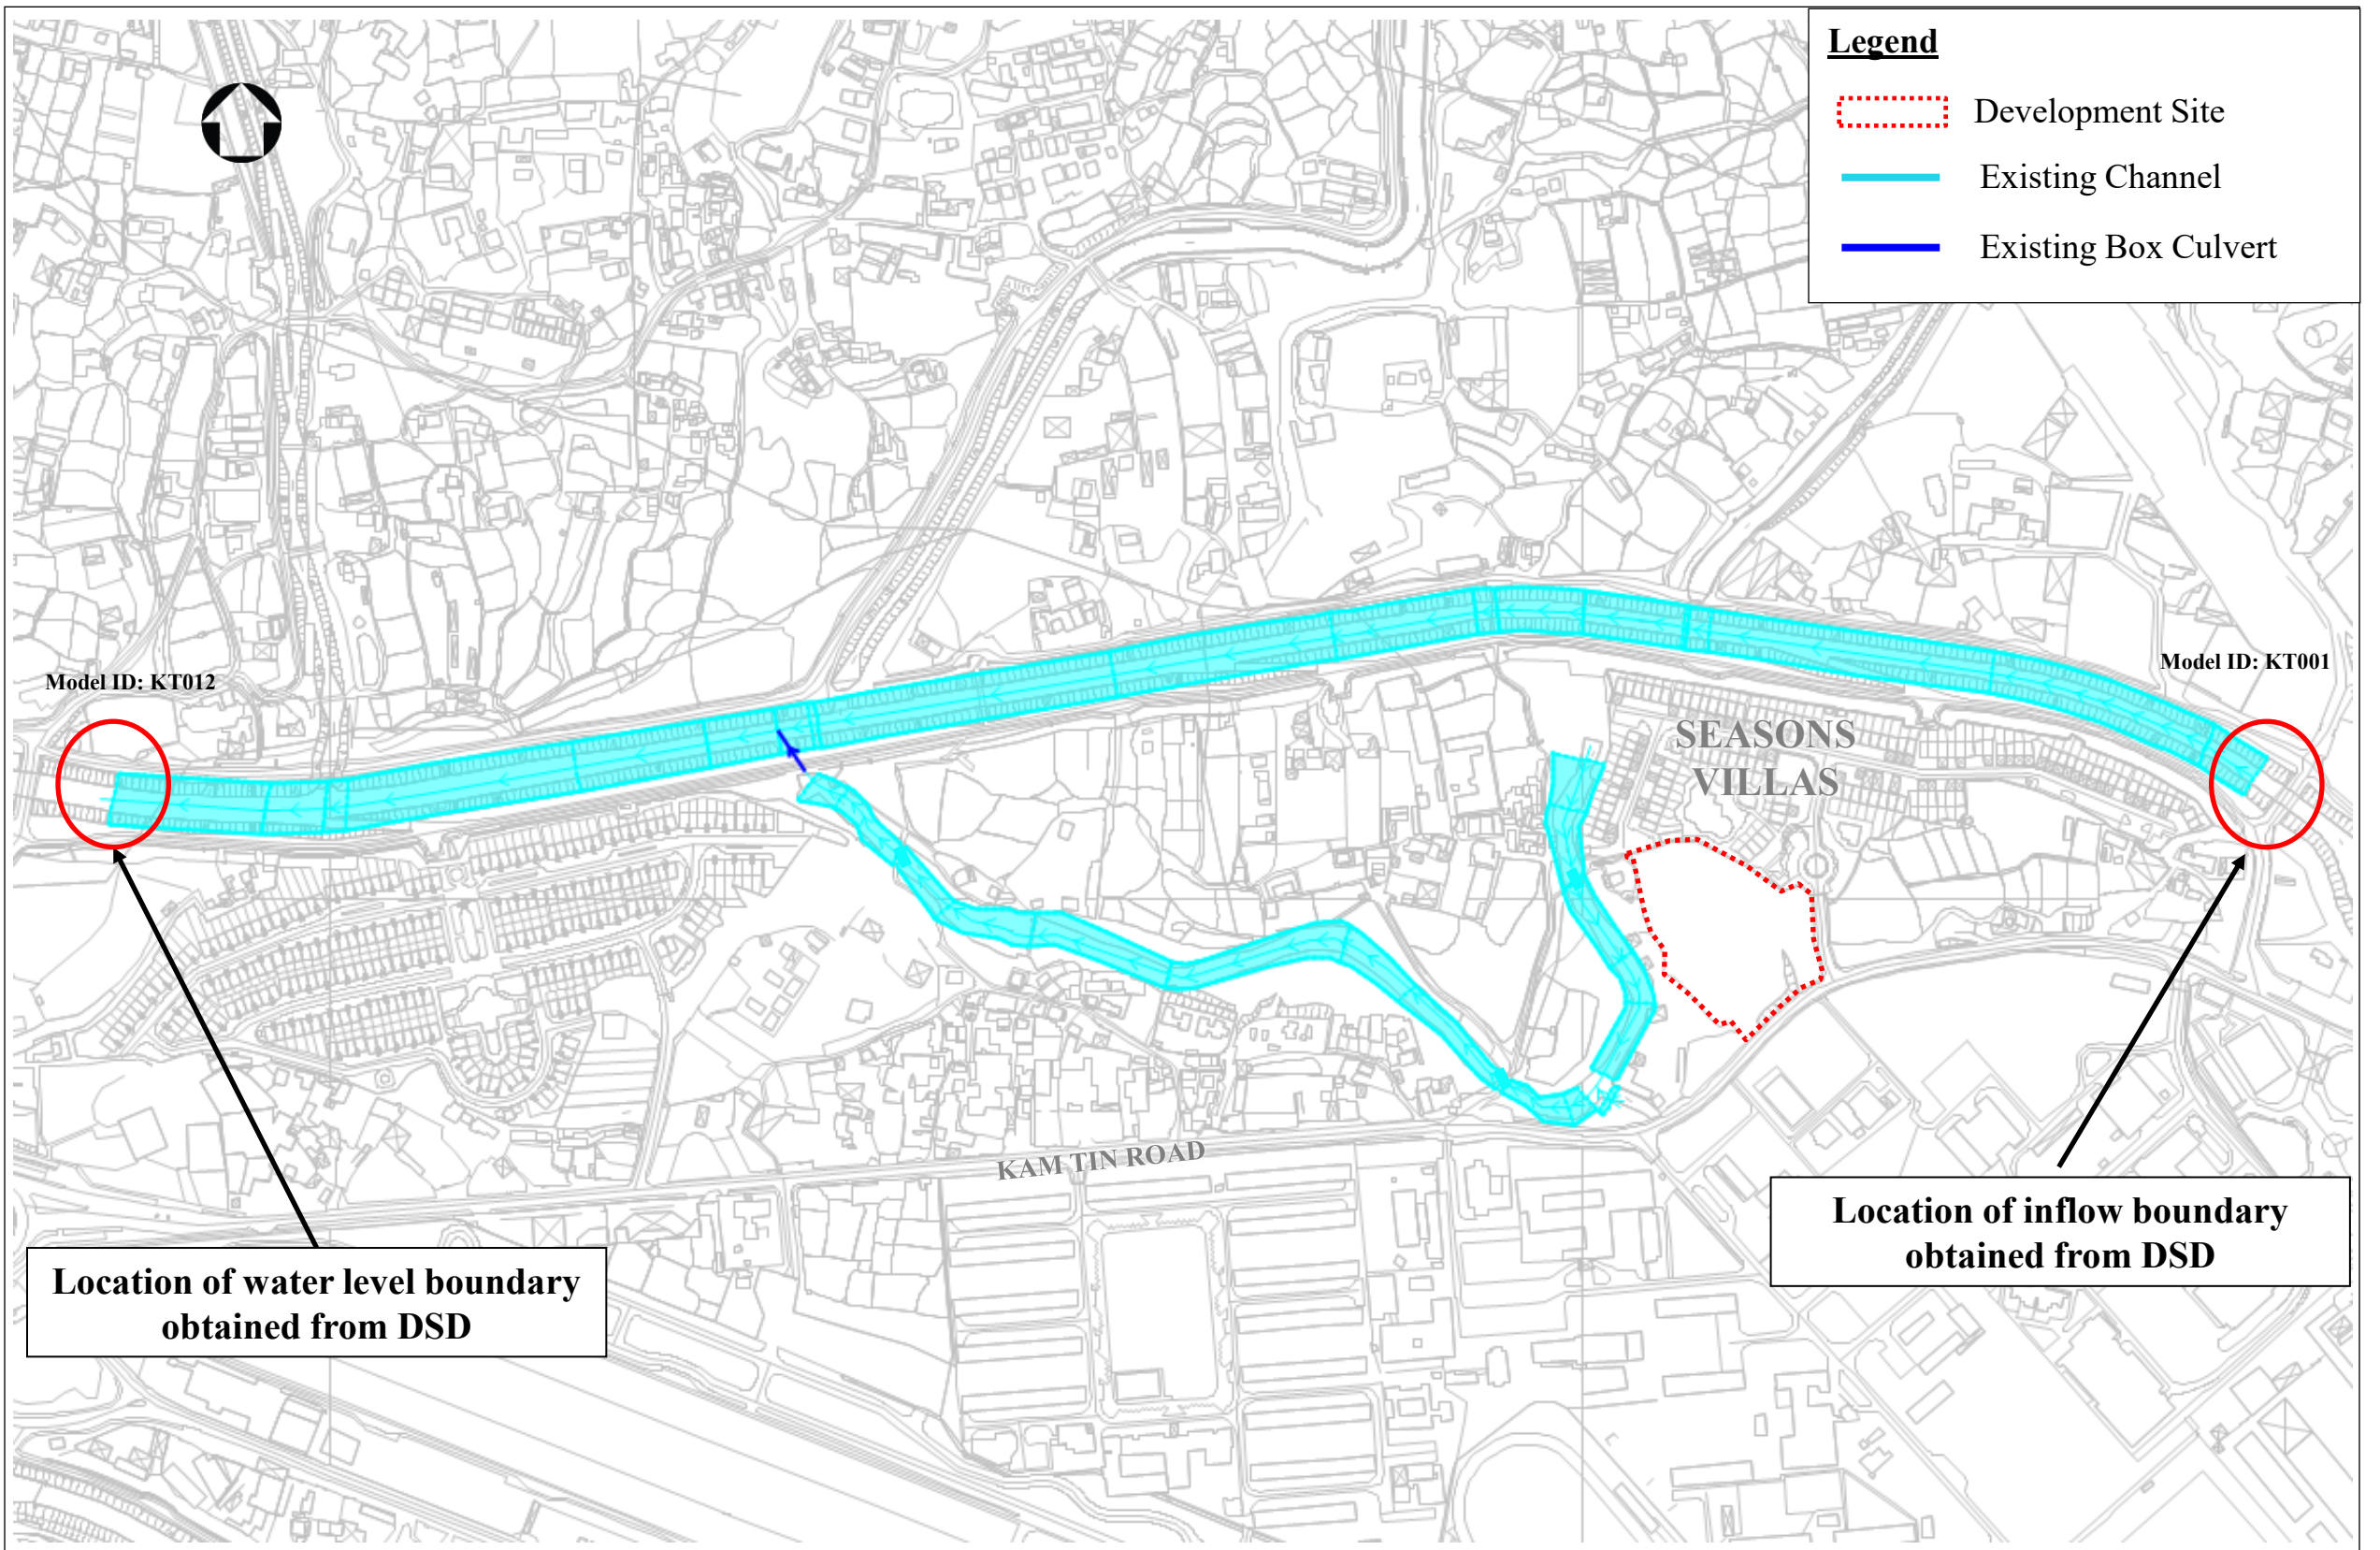 Legend
Development Site
Existing Channel
Existing Box Culvert
Model ID: KT012
Model ID: KT001
SEASONS
VILLAS
KAM TIN ROAD
Location of water level boundary
obtained from DSD
Location of inflow boundary
obtained from DSD